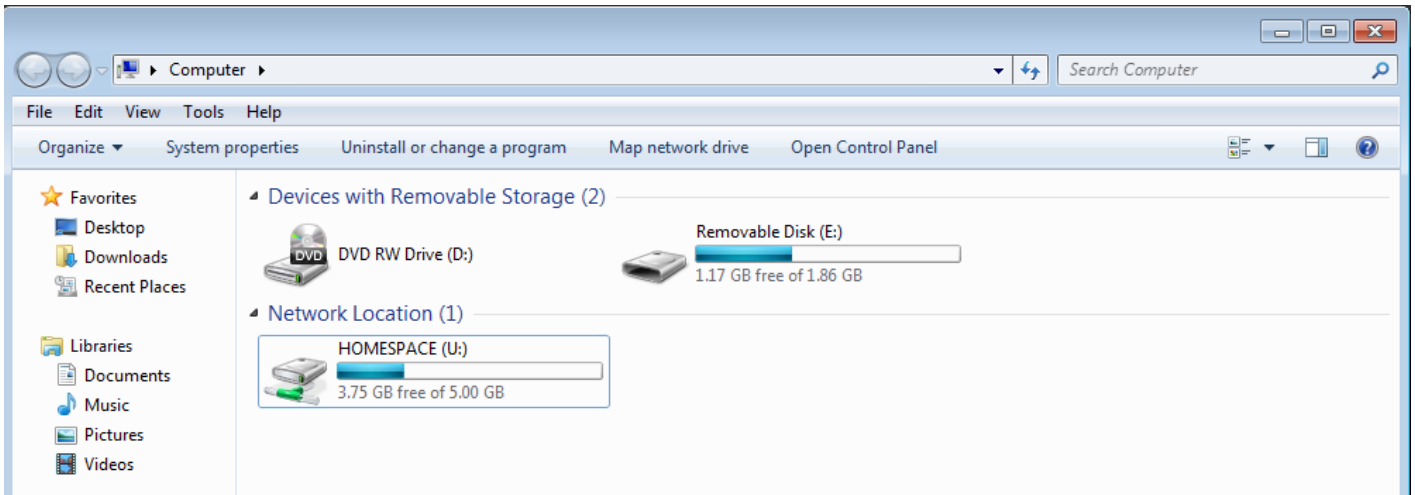 Computer
Search Computer
File Edit View Tools Help
Organize System properties Uninstall or change a program Map network drive Open Control Panel
Favorites
Desktop
Downloads
Recent Places
Libraries
Documents
Music
Pictures
Videos
Devices with Removable Storage (2)
DVD
DVD RW Drive (D:)
Removable Disk (E:)
1.17 GB free of 1.86 GB
Network Location (1)
HOMESPACE (U:)
3.75 GB free of 5.00 GB